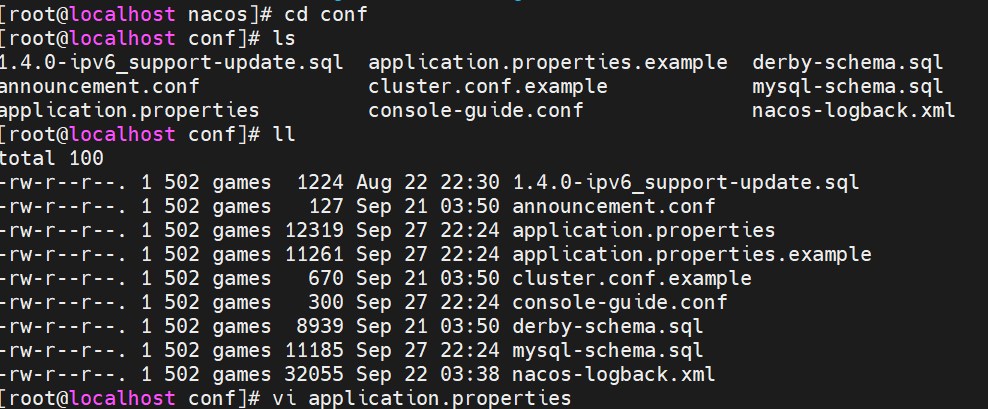 [root@localhost nacos]# cd conf
[root@localhost conf]# ls
1.4.0-ipv6_support-update.sql  application.properties.example  derby-schema.sql
announcement.conf              cluster.conf.example            mysql-schema.sql
application.properties         console-guide.conf              nacos-logback.xml
[root@localhost conf]# ll
total 100
-rw-r--r--. 1 502 games  1224 Aug 22 22:30 1.4.0-ipv6_support-update.sql
-rw-r--r--. 1 502 games   127 Sep 21 03:50 announcement.conf
-rw-r--r--. 1 502 games 12319 Sep 27 22:24 application.properties
-rw-r--r--. 1 502 games 11261 Sep 27 22:24 application.properties.example
-rw-r--r--. 1 502 games   670 Sep 21 03:50 cluster.conf.example
-rw-r--r--. 1 502 games   300 Sep 27 22:24 console-guide.conf
-rw-r--r--. 1 502 games  8939 Sep 21 03:50 derby-schema.sql
-rw-r--r--. 1 502 games 11185 Sep 27 22:24 mysql-schema.sql
-rw-r--r--. 1 502 games 32055 Sep 22 03:38 nacos-logback.xml
[root@localhost conf]# vi application.properties